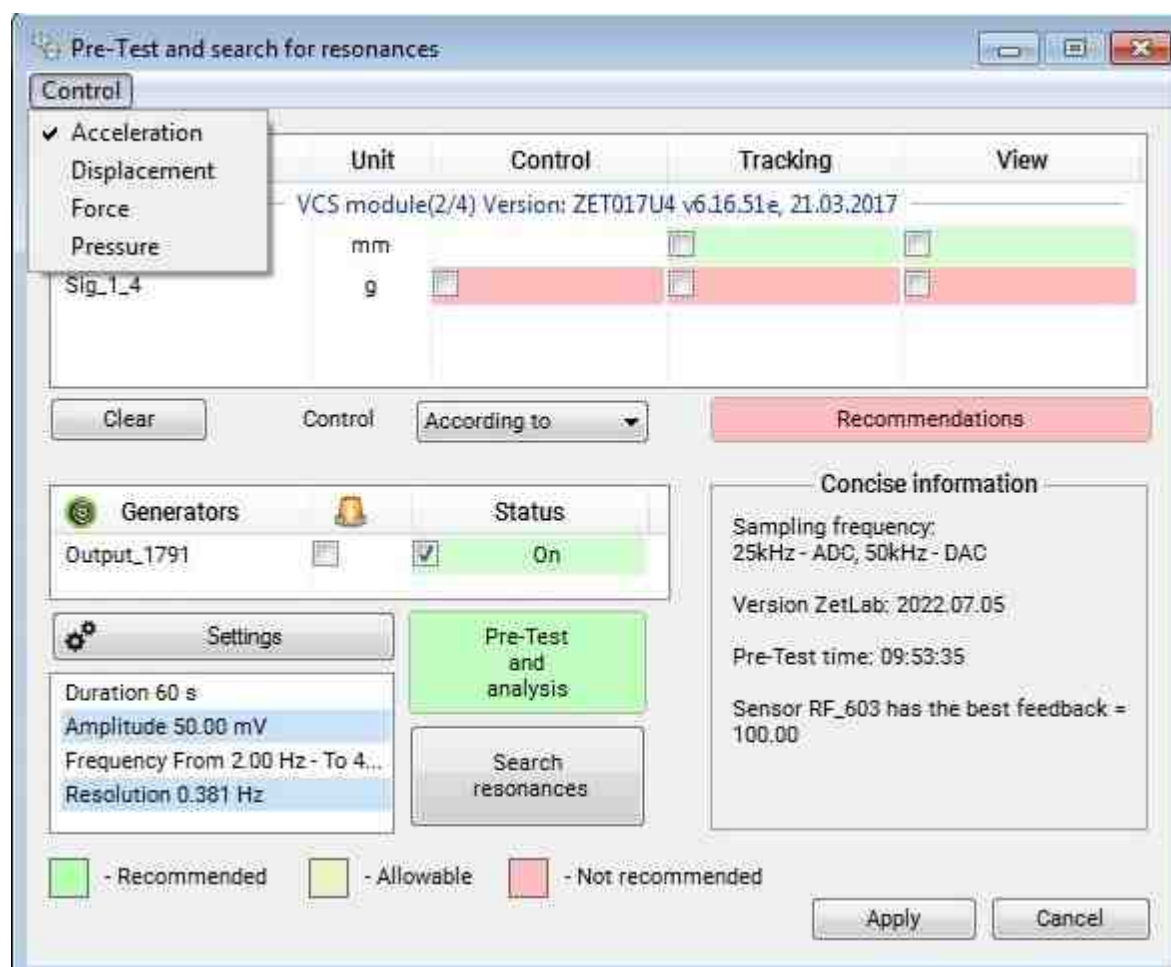 Pre-Test and search for resonances
Control
Acceleration
Displacement
Force
Pressure
Unit Control Tracking View
VCS module(2/4) Version: ZET017U4 v6.16.51e, 21.03.2017
mm
Sig_1_4 g
Clear Control According to Recommendations
Generators Status
Output_1791 On
Settings
Duration 60 s
Amplitude 50.00 mV
Frequency From 2.00 Hz - To 4...
Resolution 0.381 Hz
Pre-Test
and
analysis
Search
resonances
Concise information
Sampling frequency:
25kHz - ADC, 50kHz - DAC
Version ZetLab: 2022.07.05
Pre-Test time: 09:53:35
Sensor RF_603 has the best feedback =
100.00
- Recommended - Allowable - Not recommended
Apply Cancel